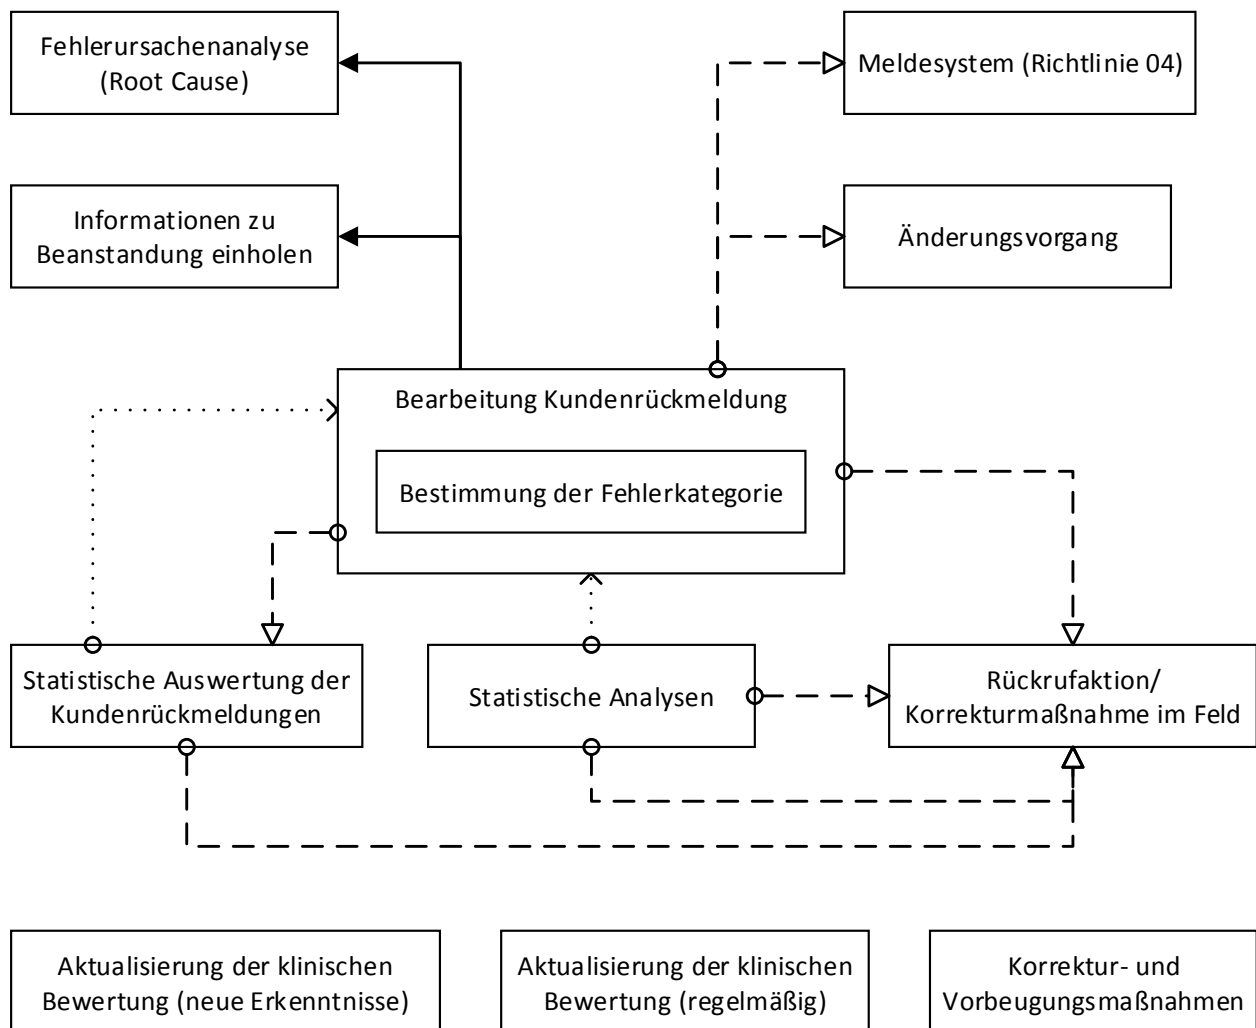 Fehlerursachenanalyse
(Root Cause)
Meldesystem (Richtlinie 04)
Informationen zu
Beanstandung einholen
Änderungsvorgang
Bearbeitung Kundenrückmeldung
Bestimmung der Fehlerkategorie
Statistische Auswertung der
Kundenrückmeldungen
Statistische Analysen
Rückrufaktion/
Korrekturmaßnahme im Feld
Aktualisierung der klinischen
Bewertung (neue Erkenntnisse)
Aktualisierung der klinischen
Bewertung (regelmäßig)
Korrektur- und
Vorbeugungsmaßnahmen